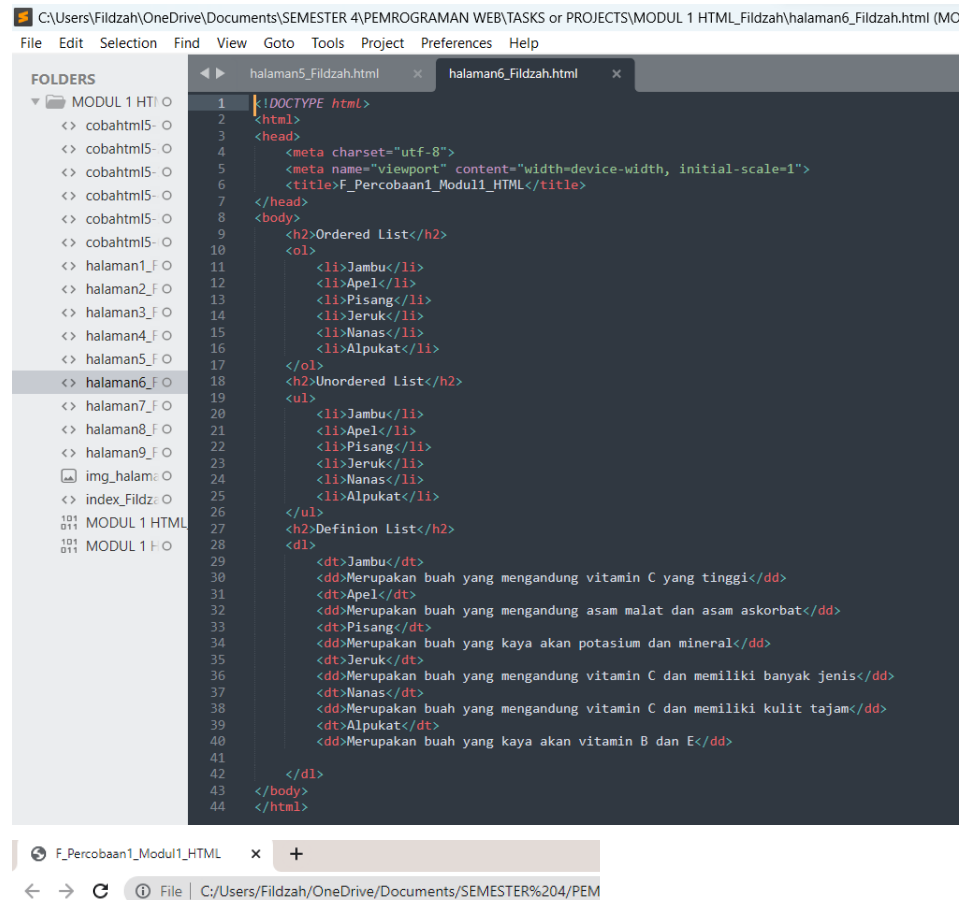 C:\Users\Fildzah\OneDrive\Documents\SEMESTER 4\PEMROGRAMAN WEB\TASKS or PROJECTS\MODUL 1 HTML_Fildzah\halaman6_Fildzah.html (MO
File Edit Selection Find View Goto Tools Project Preferences Help
FOLDERS
MODUL 1 HT
cobahtml5-
cobahtml5-
cobahtml5-
cobahtml5-
cobahtml5-
cobahtml5-
halaman1_F
halaman2_F
halaman3_F
halaman4_F
halaman5_F
halaman6_F
halaman7_F
halaman8_F
halaman9_F
img_halama
index_Fildza
MODUL 1 HTML_
MODUL 1 H
halaman5_Fildzah.html × halaman6_Fildzah.html ×
1 <!DOCTYPE html>
2 <html>
3 <head>
4 <meta charset="utf-8">
5 <meta name="viewport" content="width=device-width, initial-scale=1">
6 <title>F_Percobaan1_Modul1_HTML</title>
7 </head>
8 <body>
9 <h2>Ordered List</h2>
10 <ol>
11 <li>Jambu</li>
12 <li>Apel</li>
13 <li>Pisang</li>
14 <li>Jeruk</li>
15 <li>Nanas</li>
16 <li>Alpukat</li>
17 </ol>
18 <h2>Unordered List</h2>
19 <ul>
20 <li>Jambu</li>
21 <li>Apel</li>
22 <li>Pisang</li>
23 <li>Jeruk</li>
24 <li>Nanas</li>
25 <li>Alpukat</li>
26 </ul>
27 <h2>Definion List</h2>
28 <dl>
29 <dt>Jambu</dt>
30 <dd>Merupakan buah yang mengandung vitamin C yang tinggi</dd>
31 <dt>Apel</dt>
32 <dd>Merupakan buah yang mengandung asam malat dan asam askorbat</dd>
33 <dt>Pisang</dt>
34 <dd>Merupakan buah yang kaya akan potasium dan mineral</dd>
35 <dt>Jeruk</dt>
36 <dd>Merupakan buah yang mengandung vitamin C dan memiliki banyak jenis</dd>
37 <dt>Nanas</dt>
38 <dd>Merupakan buah yang mengandung vitamin C dan memiliki kulit tajam</dd>
39 <dt>Alpukat</dt>
40 <dd>Merupakan buah yang kaya akan vitamin B dan E</dd>
41
42 </dl>
43 </body>
44 </html>
F_Percobaan1_Modul1_HTML × +
File | C:/Users/Fildzah/OneDrive/Documents/SEMESTER%204/PEM